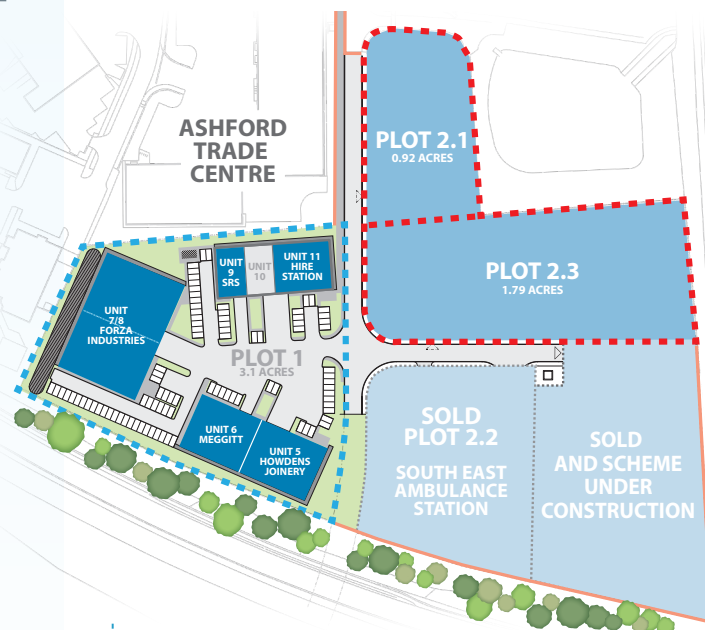 ASHFORD
TRADE
CENTRE
PLOT 2.1
0.92 ACRES
PLOT 2.3
1.79 ACRES
UNIT
9
SRS
UNIT
10
UNIT 11
HIRE
STATION
UNIT
7/8
FORZA
INDUSTRIES
PLOT 1
3.1 ACRES
UNIT 6
MEGGITT
UNIT 5
HOWDENS
JOINERY
SOLD
PLOT 2.2
SOUTH EAST
AMBULANCE
STATION
SOLD
AND SCHEME
UNDER
CONSTRUCTION